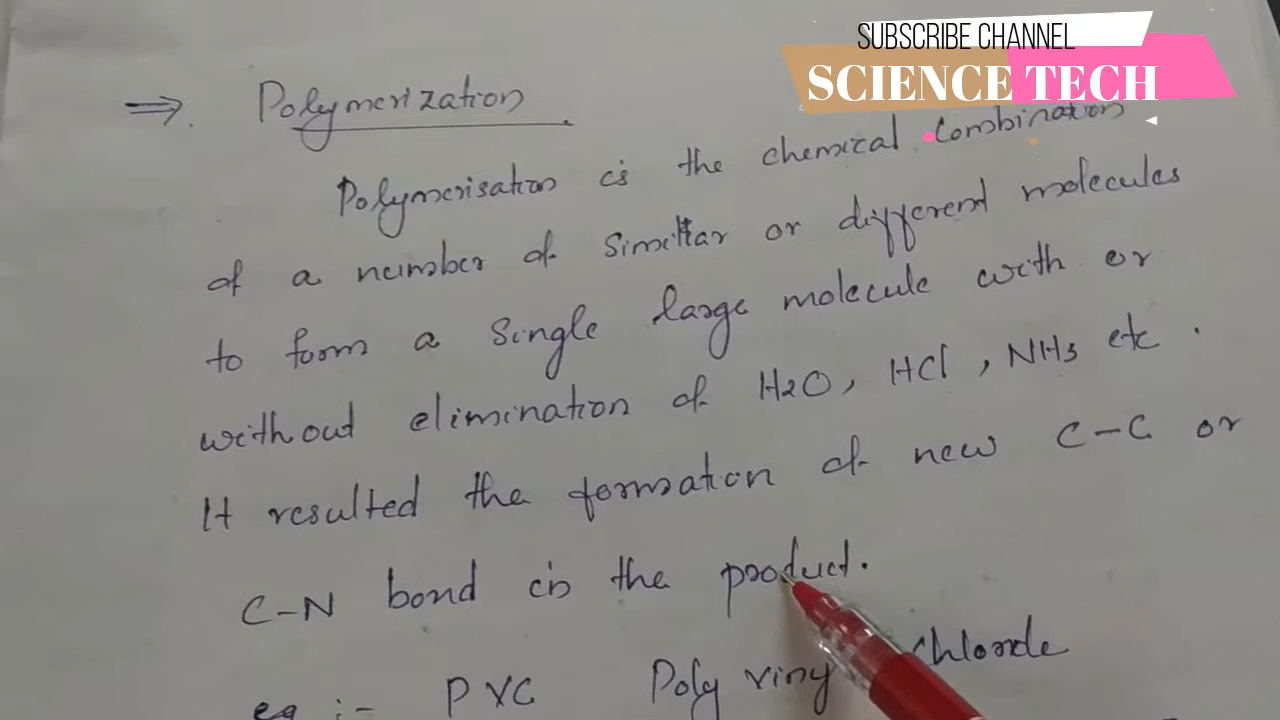 SUBSCRIBE CHANNEL
SCIENCE TECH
⇒. Polymerization
Polymerisation is the chemical combination
of a number of similar or different molecules
to form a single large molecule with or
without elimination of H2O, HCl, NH3 etc.
It resulted the formation of new C-C or
C-N bond in the product.
eg :- PVC Poly viny chloride